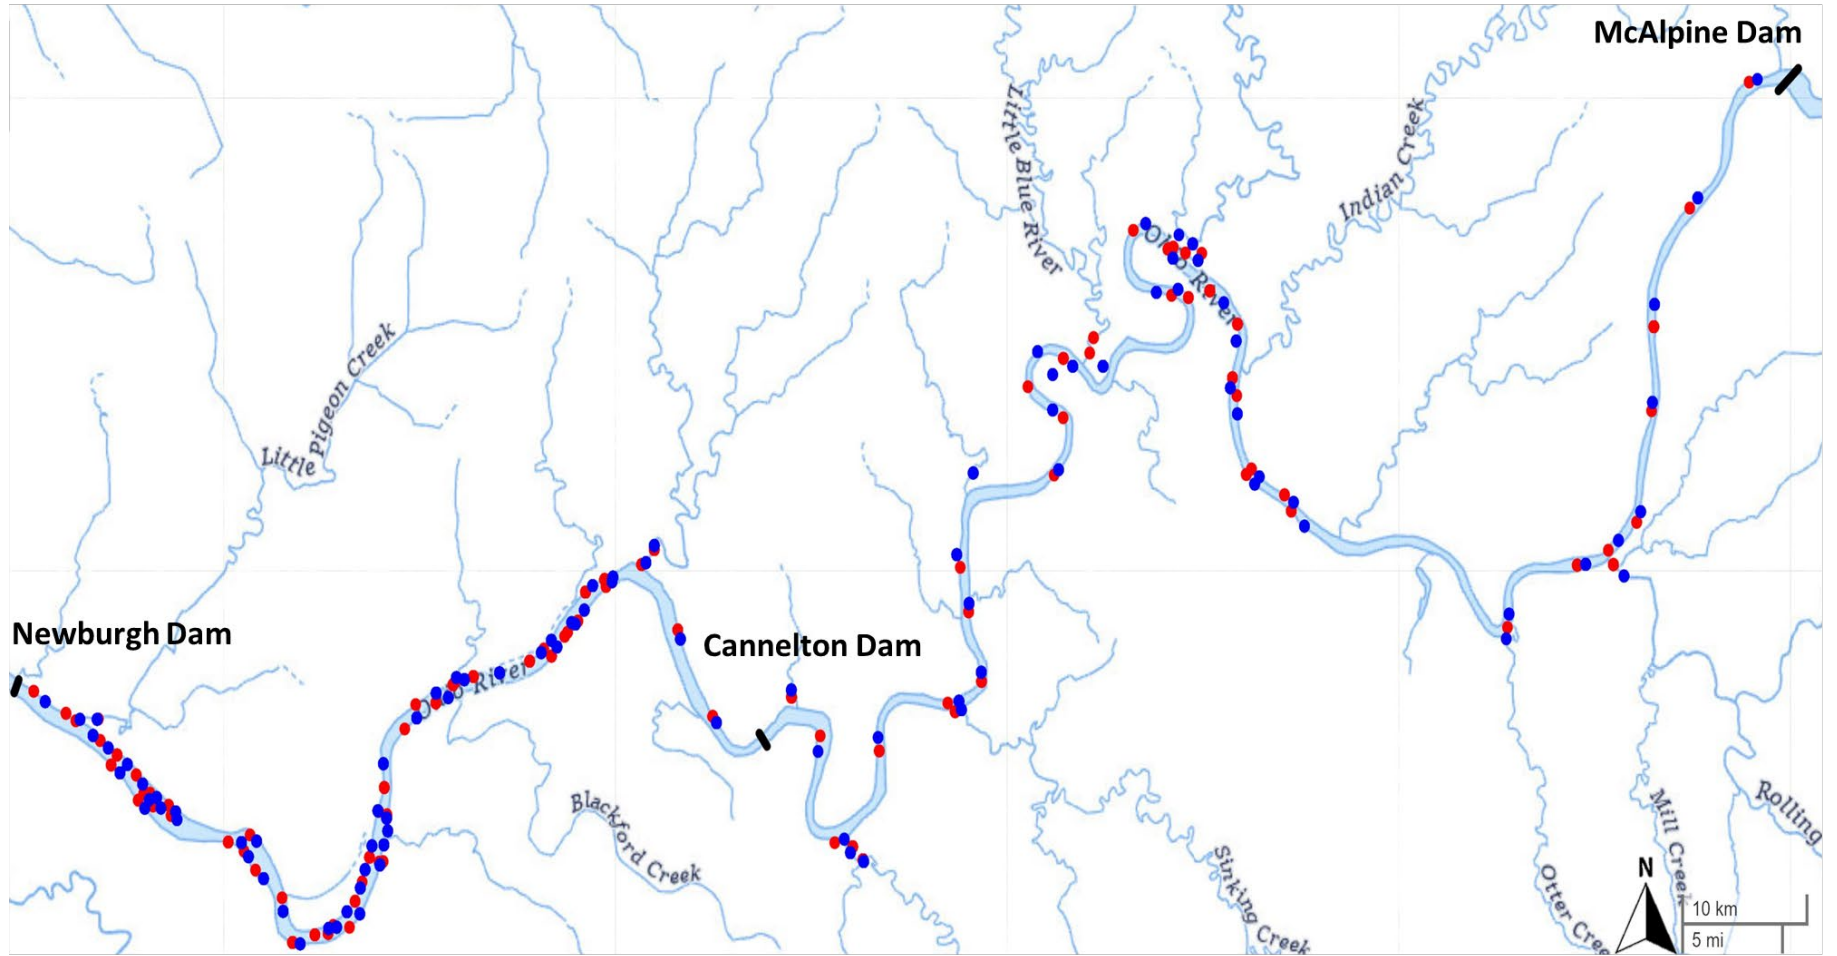 McAlpine Dam
Little Blue River
Indian Creek
Ohio River
Little Pigeon Creek
Newburgh Dam
Cannelton Dam
Ohio River
Blackford Creek
Sinking Creek
Otter Cree
Mill Creek
Rolling
N
10 km
5 mi